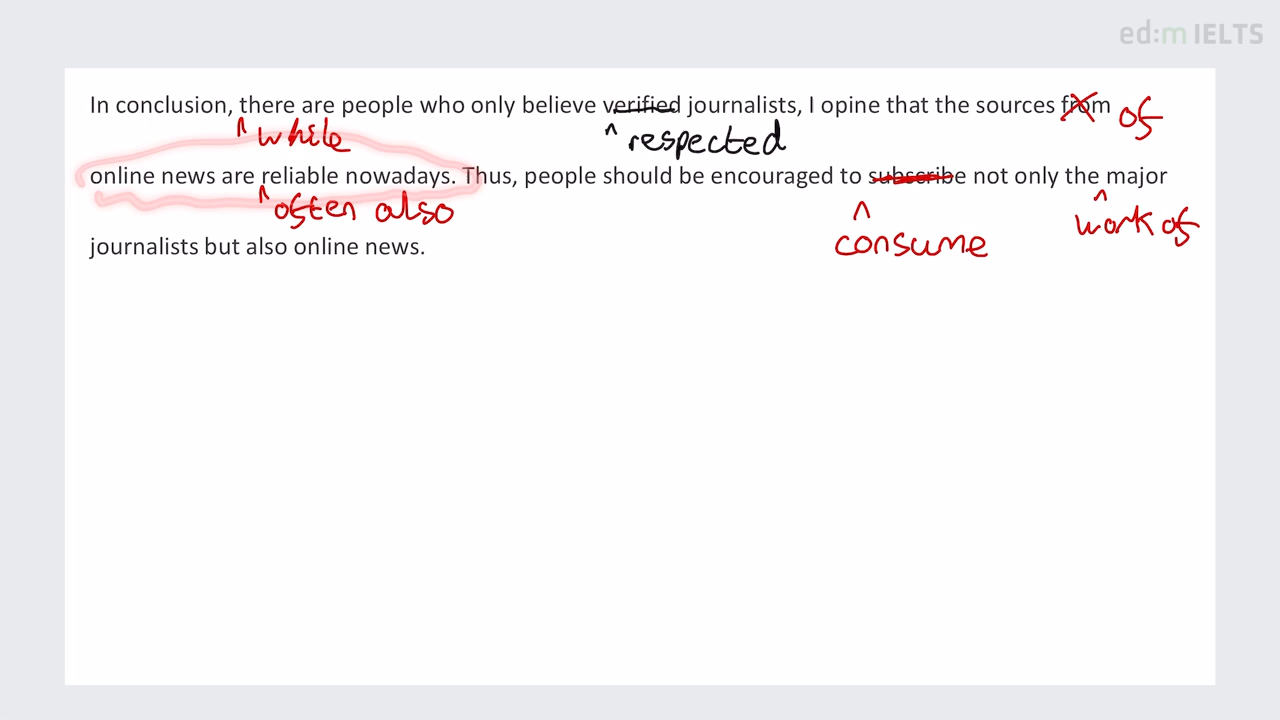 ed:m IELTS
In conclusion, there are people who only believe verified journalists, I opine that the sources from of
while respected
online news are reliable nowadays. Thus, people should be encouraged to subscribe not only the major
often also consume work of
journalists but also online news.